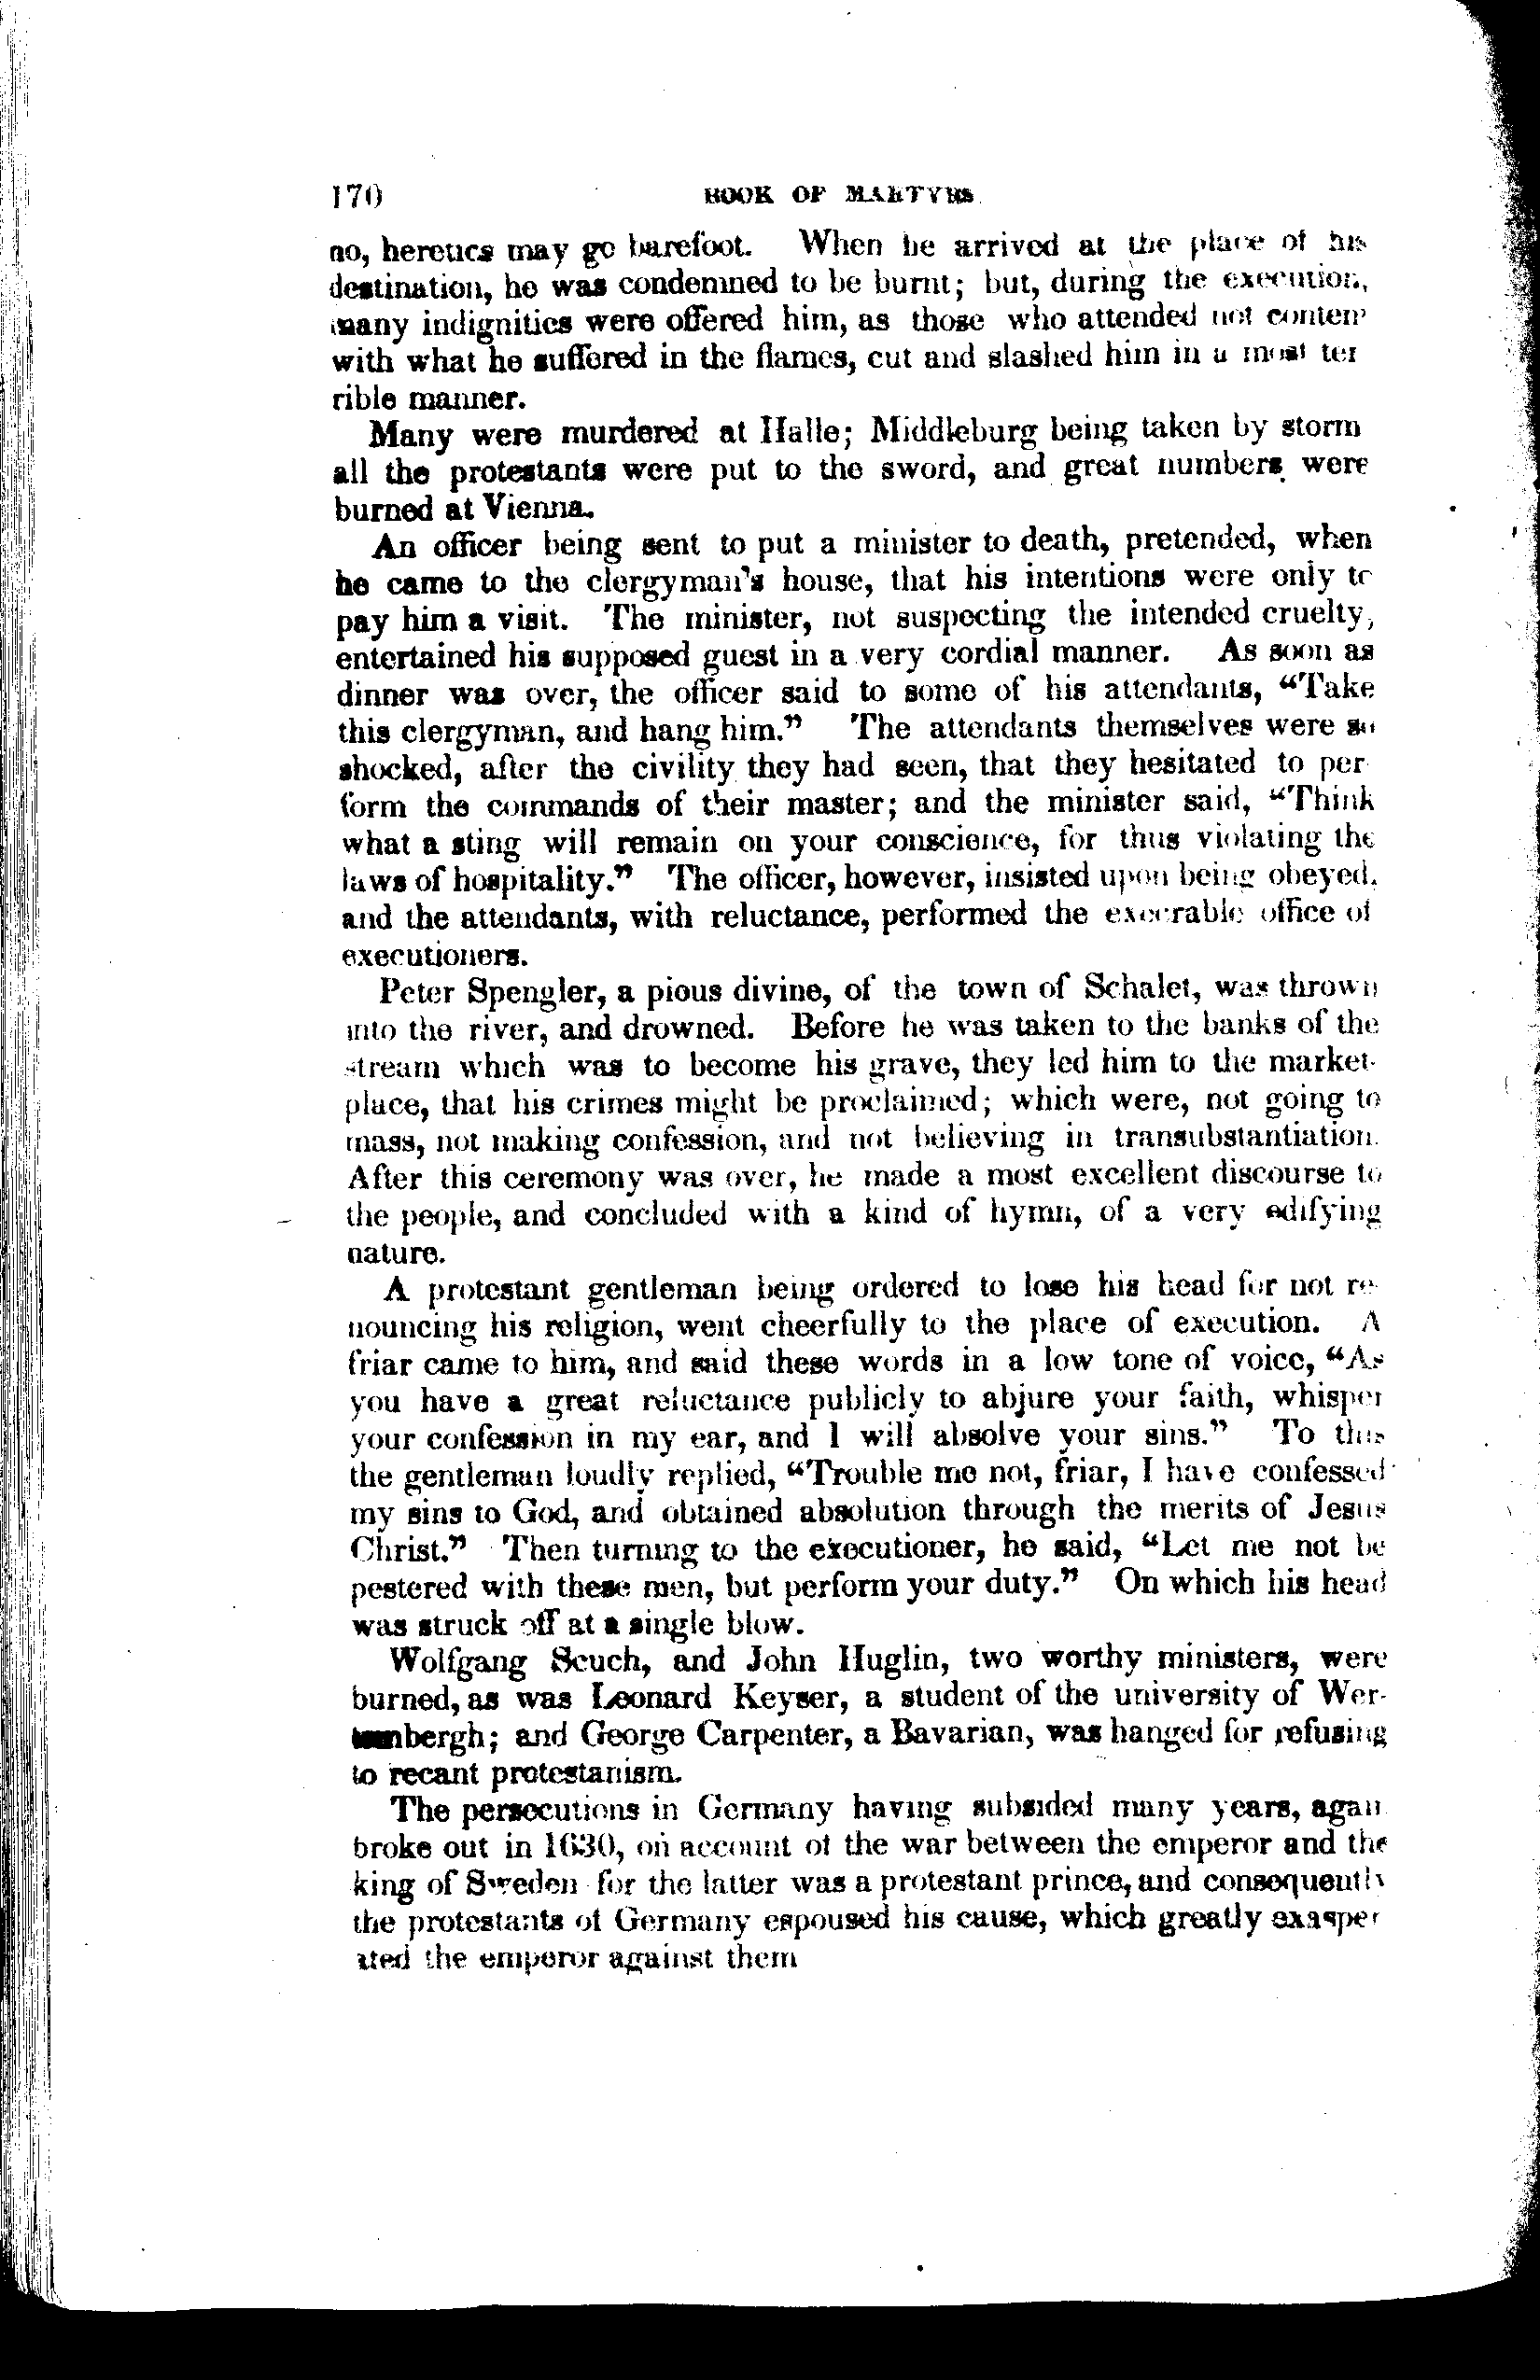 170 BOOK OF MARTYRS
no, heretics may go barefoot. When he arrived at the place of his
destination, he was condemned to be burnt; but, during the execution,
many indignities were offered him, as those who attended not conten
with what he suffered in the flames, cut and slashed him in a most ter
rible manner.
Many were murdered at Halle; Middleburg being taken by storm
all the protestants were put to the sword, and great numbers were
burned at Vienna.
An officer being sent to put a minister to death, pretended, when
he came to the clergyman's house, that his intentions were only to
pay him a visit. The minister, not suspecting the intended cruelty,
entertained his supposed guest in a very cordial manner. As soon as
dinner was over, the officer said to some of his attendants, "Take
this clergyman, and hang him." The attendants themselves were so
shocked, after the civility they had seen, that they hesitated to per
form the commands of their master; and the minister said, "Think
what a sting will remain on your conscience, for thus violating the
laws of hospitality." The officer, however, insisted upon being obeyed,
and the attendants, with reluctance, performed the execrable office of
executioners.
Peter Spengler, a pious divine, of the town of Schalet, was thrown
into the river, and drowned. Before he was taken to the banks of the
stream which was to become his grave, they led him to the market-
place, that his crimes might be proclaimed; which were, not going to
mass, not making confession, and not believing in transubstantiation.
After this ceremony was over, he made a most excellent discourse to
the people, and concluded with a kind of hymn, of a very edifying
nature.
A protestant gentleman being ordered to lose his head for not re-
nouncing his religion, went cheerfully to the place of execution. A
friar came to him, and said these words in a low tone of voice, "As
you have a great reluctance publicly to abjure your faith, whisper
your confession in my ear, and I will absolve your sins." To this
the gentleman loudly replied, "Trouble me not, friar, I have confessed
my sins to God, and obtained absolution through the merits of Jesus
Christ." Then turning to the executioner, he said, "Let me not be
pestered with these men, but perform your duty." On which his head
was struck off at a single blow.
Wolfgang Scuch, and John Huglin, two worthy ministers, were
burned, as was Leonard Keyser, a student of the university of Wer-
tembergh; and George Carpenter, a Bavarian, was hanged for refusing
to recant protestanism.
The persecutions in Germany having subsided many years, again
broke out in 1630, on account of the war between the emperor and the
king of Sweden for the latter was a protestant prince, and consequently
the protestants of Germany espoused his cause, which greatly exasper
ated the emperor against them